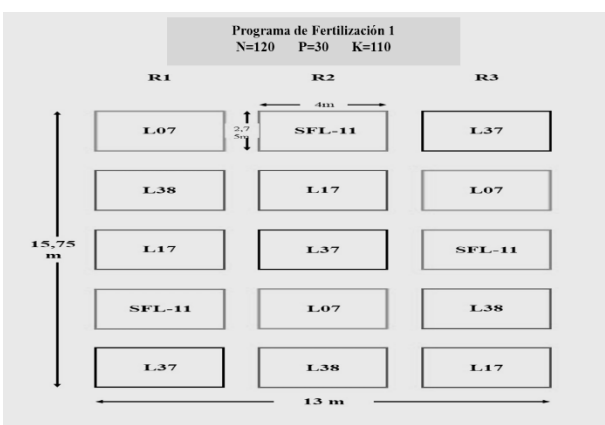 Programa de Fertilización 1
N=120 P=30 K=110
R1 R2 R3
4m
L07 2,7 SFL-11 L37
5m
L38 L17 L07
15,75
m
L17 L37 SFL-11
SFL-11 L07 L38
L37 L38 L17
13 m